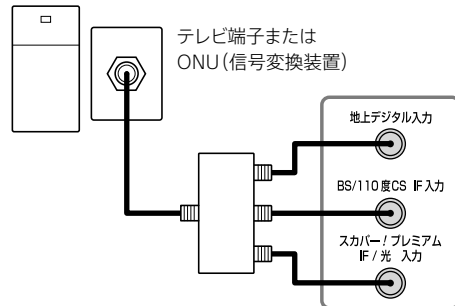 テレビ端子または
ONU(信号変換装置)
地上デジタル入力
BS/110度CS IF入力
スカパー!プレミアム
IF/光 入力